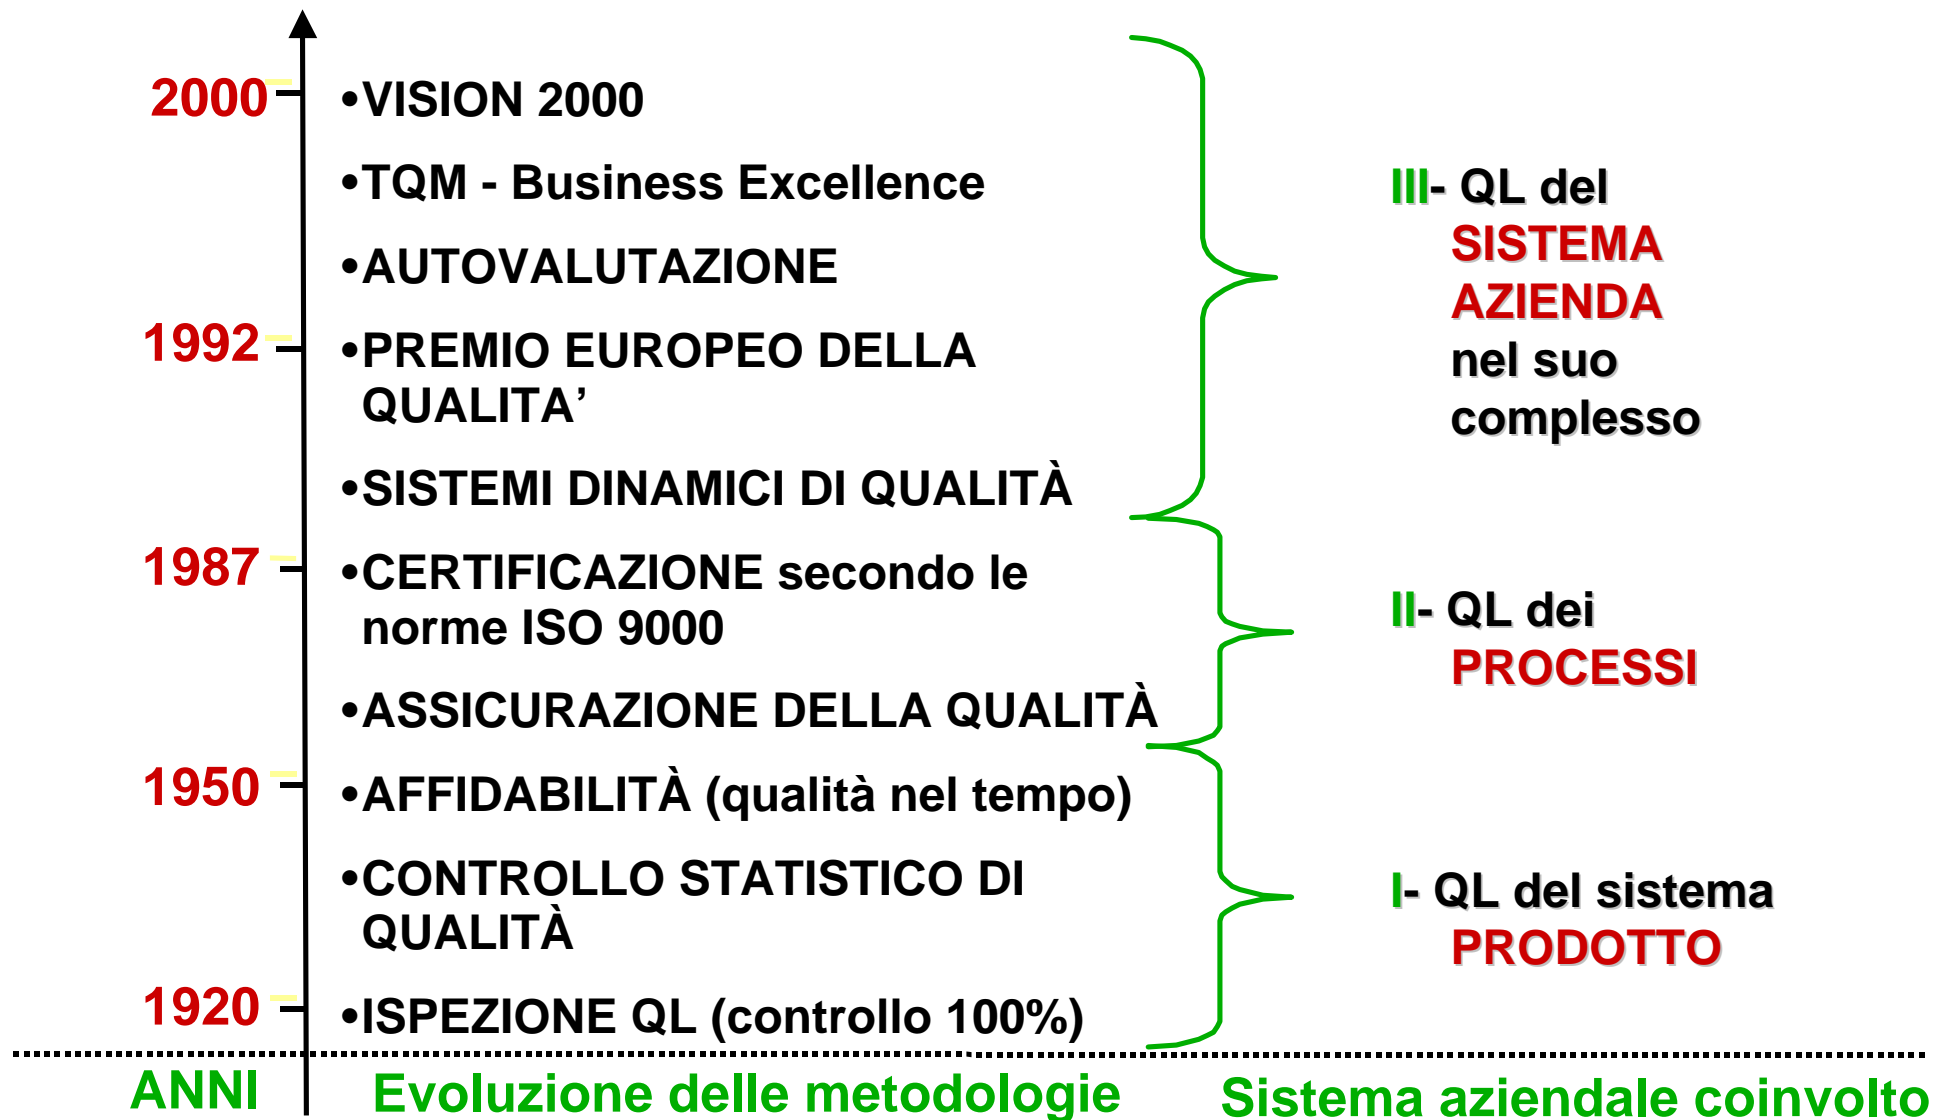 2000
•VISION 2000
•TQM - Business Excellence
•AUTOVALUTAZIONE
1992
•PREMIO EUROPEO DELLA
QUALITA’
•SISTEMI DINAMICI DI QUALITÀ
1987
•CERTIFICAZIONE secondo le
norme ISO 9000
•ASSICURAZIONE DELLA QUALITÀ
1950
•AFFIDABILITÀ (qualità nel tempo)
•CONTROLLO STATISTICO DI
QUALITÀ
1920
•ISPEZIONE QL (controllo 100%)
III- QL del
SISTEMA
AZIENDA
nel suo
complesso
II- QL dei
PROCESSI
I- QL del sistema
PRODOTTO
ANNI
Evoluzione delle metodologie
Sistema aziendale coinvolto